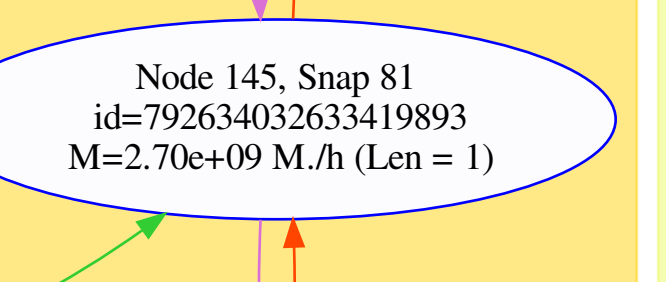 Node 145, Snap 81
id=792634032633419893
M=2.70e+09 M./h (Len = 1)